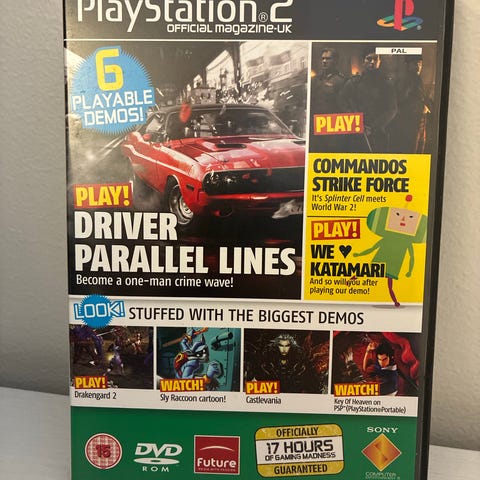 PlayStation®2
OFFICIAL magazine-UK
PAL
6
PLAYABLE
DEMOS!
PLAY!
DRIVER
PARALLEL LINES
Become a one-man crime wave!
PLAY!
COMMANDOS
STRIKE FORCE
It's Splinter Cell meets
World War 2!
PLAY!
WE ♥
KATAMARI
And so will you after
playing our demo!
LOOK!
STUFFED WITH THE BIGGEST DEMOS
PLAY!
Drakengard 2
WATCH!
Sly Raccoon cartoon!
PLAY!
Castlevania
WATCH!
Key Of Heaven on
PSP™(PlayStation®Portable)
DVD
ROM
Future
OFFICIALLY
17 HOURS
OF GAMING MADNESS
GUARANTEED
SONY
COMPUTER